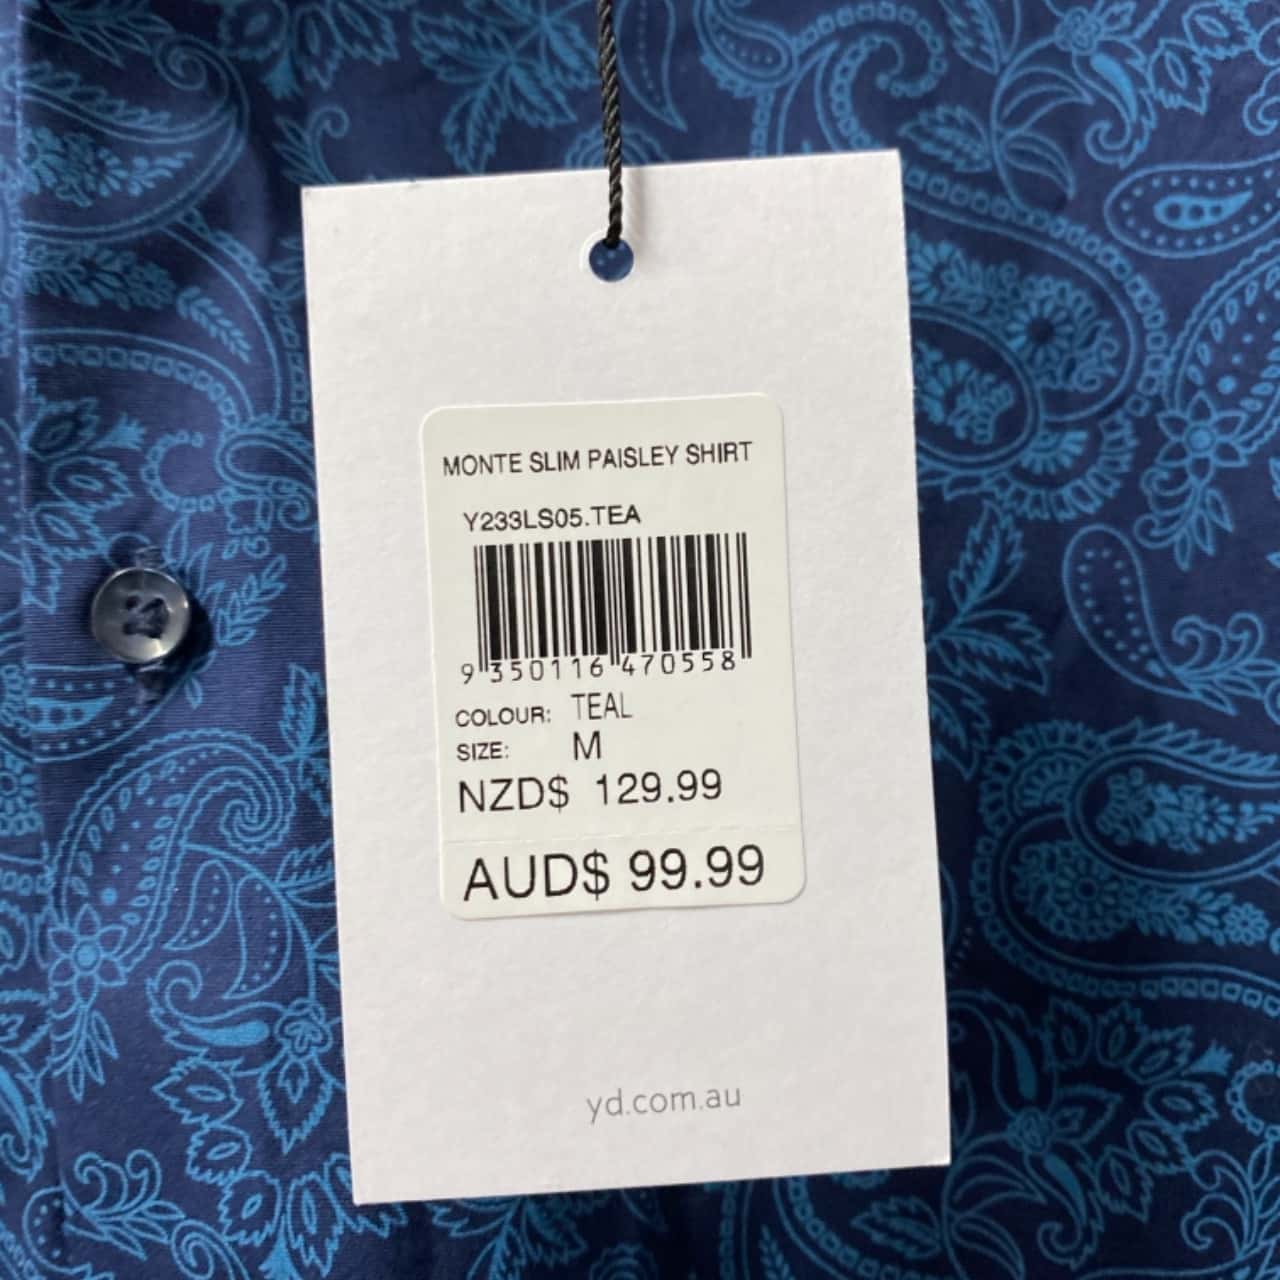 MONTE SLIM PAISLEY SHIRT
Y233LS05.TEA
9 350116 470558
COLOUR: TEAL
SIZE: M
NZD$ 129.99
AUD$ 99.99
yd.com.au